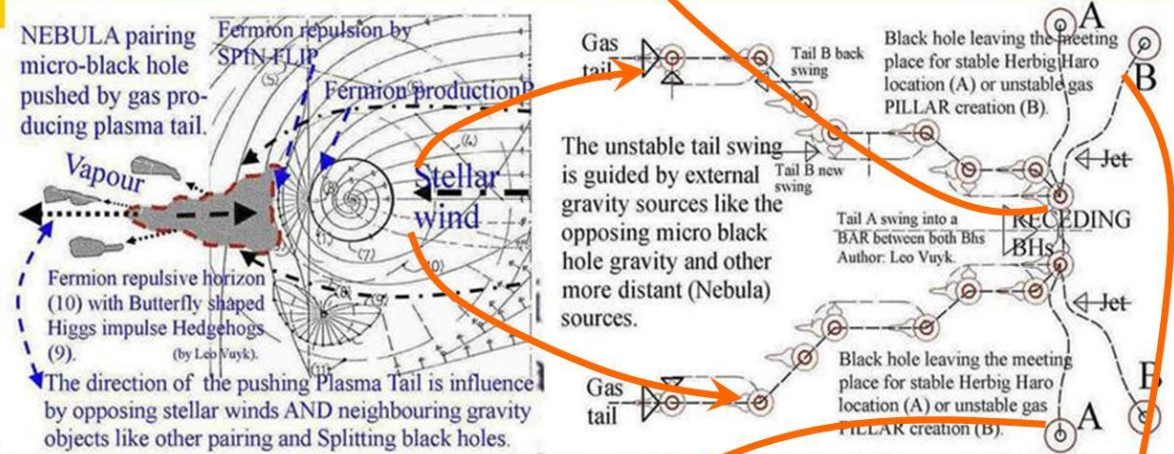 NEBULA pairing
micro-black hole
pushed by gas pro-
ducing plasma tail.
Fermion repulsion by
SPIN-FLIP
Fermion production
Vapour
Stellar
wind
Fermion repulsive horizon
(10) with Butterfly shaped
Higgs impulse Hedgehogs
(9).
(by Leo Vuyk).
The direction of the pushing Plasma Tail is influence
by opposing stellar winds AND neighbouring gravity
objects like other pairing and Splitting black holes.
(5)
(4)
(1)
(7)
Gas
tail
Tail B back
swing
Black hole leaving the meeting
place for stable Herbig Haro
location (A) or unstable gas
PILLAR creation (B).
A
B
The unstable tail swing
is guided by external
gravity sources like the
opposing micro black
hole gravity and other
more distant (Nebula)
sources.
Tail B new
swing
Jet
Tail A swing into a
BAR between both Bhs
Author: Leo Vuyk.
RECEDING
BHs
Jet
Black hole leaving the meeting
place for stable Herbig Haro
location (A) or unstable gas
PILLAR creation (B).
Gas
tail
B
A